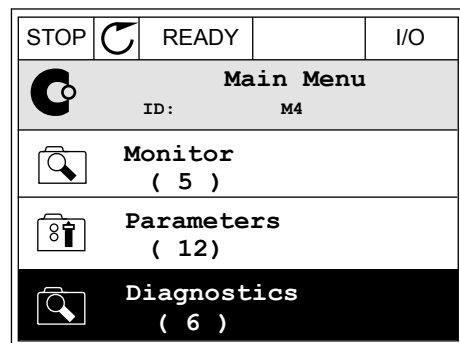 STOP READY I/O
Main Menu
ID: M4
Monitor
( 5 )
Parameters
( 12)
Diagnostics
( 6 )